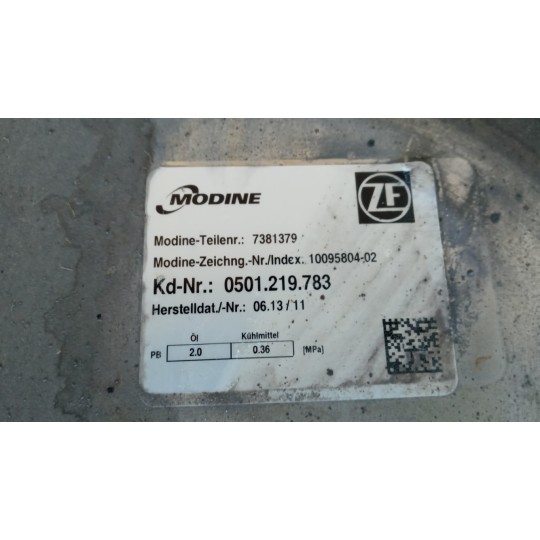 MODINE
ZF
Modine-Teilenr.: 7381379
Modine-Zeichng.-Nr./Index. 10095804-02
Kd-Nr.: 0501.219.783
Herstelldat./-Nr.: 06.13 / 11
Öl Kühlmittel
PB 2.0 0.36 [MPa]